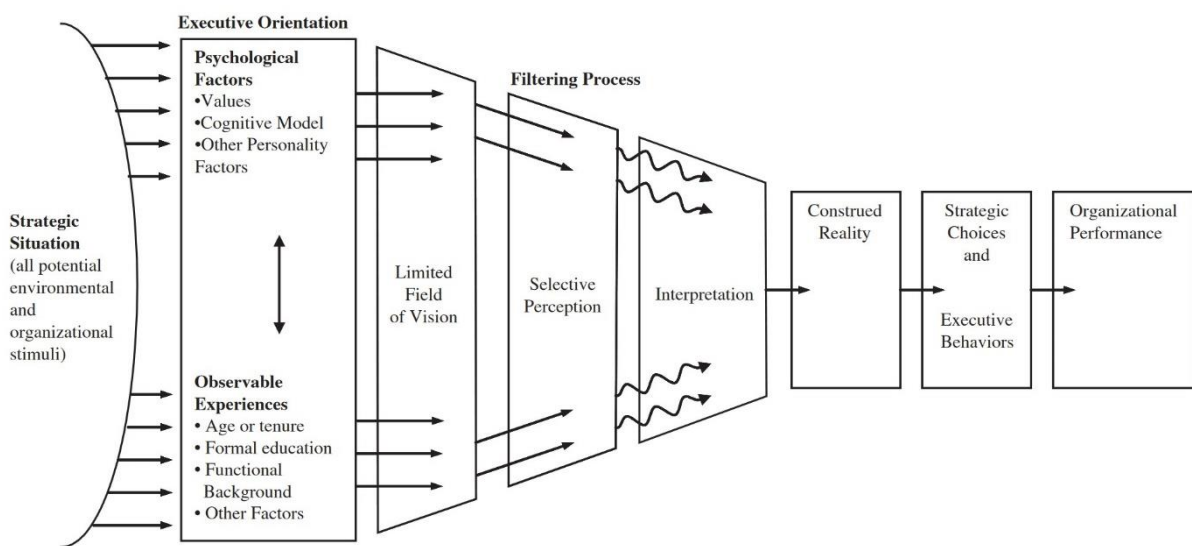 Executive Orientation
Strategic
Situation
(all potential
environmental
and
organizational
stimuli)
Psychological
Factors
•Values
•Cognitive Model
•Other Personality
Factors
Observable
Experiences
• Age or tenure
• Formal education
• Functional
Background
• Other Factors
Limited
Field
of Vision
Filtering Process
Selective
Perception
Interpretation
Construed
Reality
Strategic
Choices
and
Executive
Behaviors
Organizational
Performance